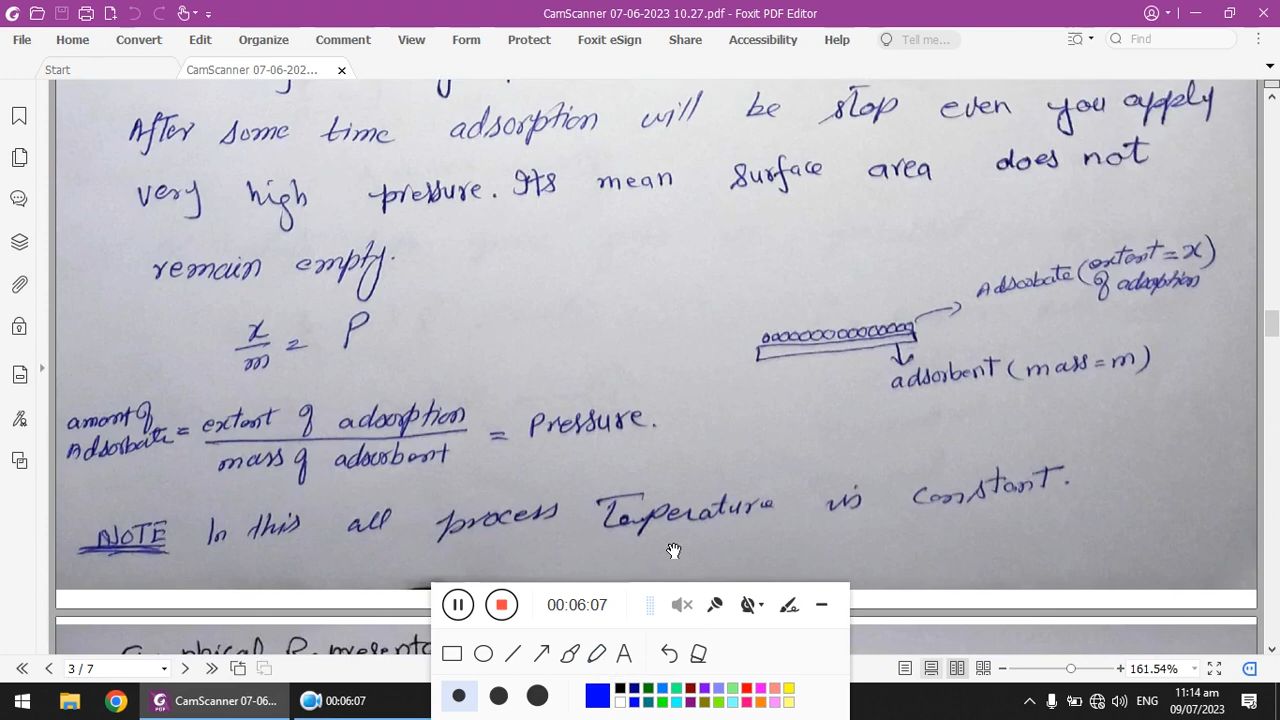 CamScanner 07-06-2023 10.27.pdf - Foxit PDF Editor
File Home Convert Edit Organize Comment View Form Protect Foxit eSign Share Accessibility Help Tell me... Find
Start CamScanner 07-06-202...
After some time adsorption will be stop even you apply
very high pressure. Its mean surface area does not
remain empty.
Adsorbate (extant = x)
of adsorption
x/m = P
adsorbent (mass = m)
amont of Adsorbate = extant of adsorption / mass of adsorbent = Pressure.
NOTE In this all process Temperature is constant.
00:06:07
3 / 7
161.54%
CamScanner 07-06...
00:06:07
ENG
11:14 am
09/07/2023